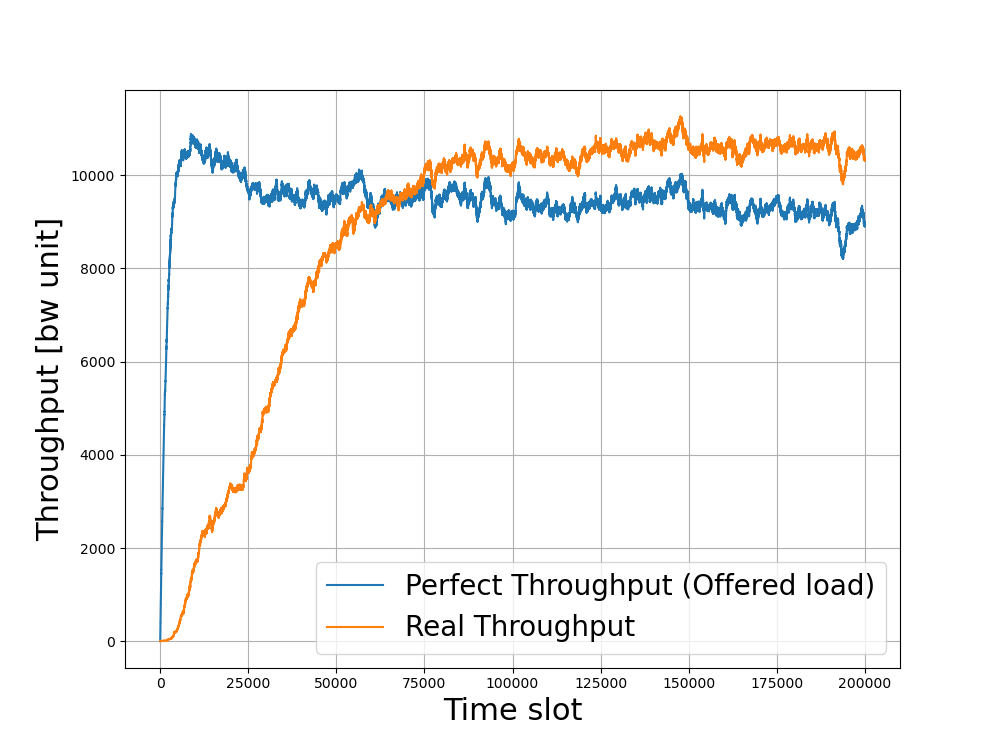 Throughput [bw unit]
10000
8000
6000
4000
2000
0
0 25000 50000 75000 100000 125000 150000 175000 200000
Time slot
Perfect Throughput (Offered load)
Real Throughput